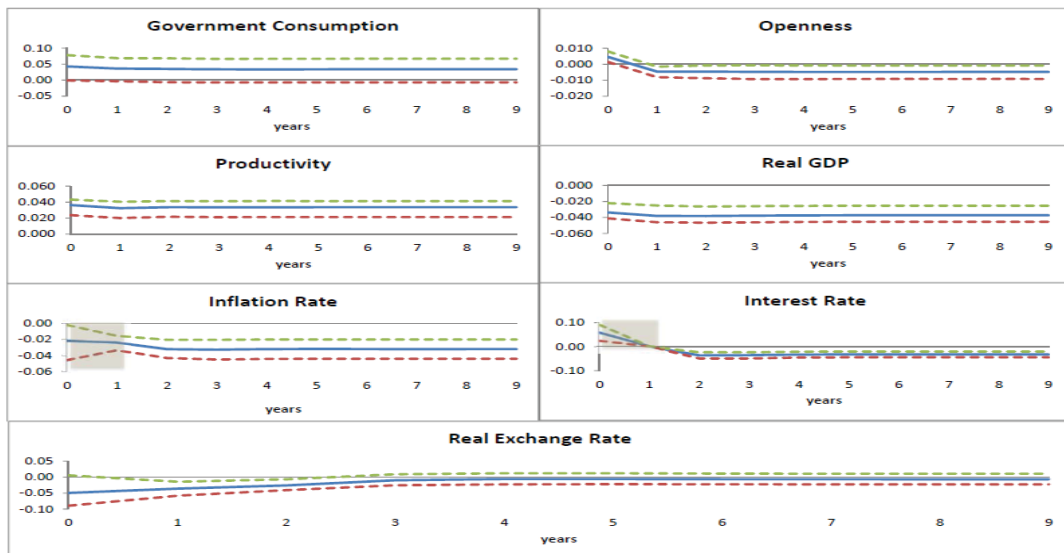 Government Consumption
0.10
0.05
0.00
-0.05
0 1 2 3 4 5 6 7 8 9
years
Openness
0.010
0.000
-0.010
-0.020
0 1 2 3 4 5 6 7 8 9
years
Productivity
0.060
0.040
0.020
0.000
0 1 2 3 4 5 6 7 8 9
years
Real GDP
0.000
-0.020
-0.040
-0.060
0 1 2 3 4 5 6 7 8 9
years
Inflation Rate
0.00
-0.02
-0.04
-0.06
0 1 2 3 4 5 6 7 8 9
years
Interest Rate
0.10
0.00
-0.10
0 1 2 3 4 5 6 7 8 9
years
Real Exchange Rate
0.05
0.00
-0.05
-0.10
0 1 2 3 4 5 6 7 8 9
years